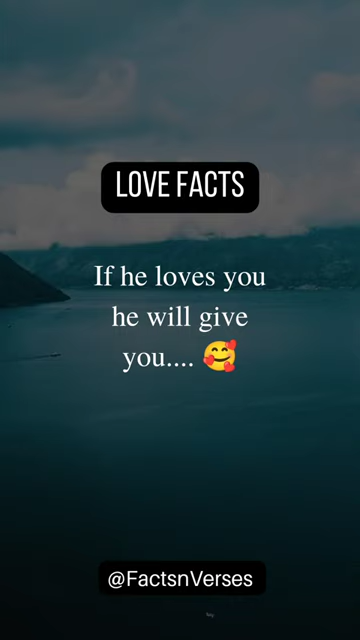 LOVE FACTS
If he loves you
he will give
you.... 🥰
@FactsnVerses